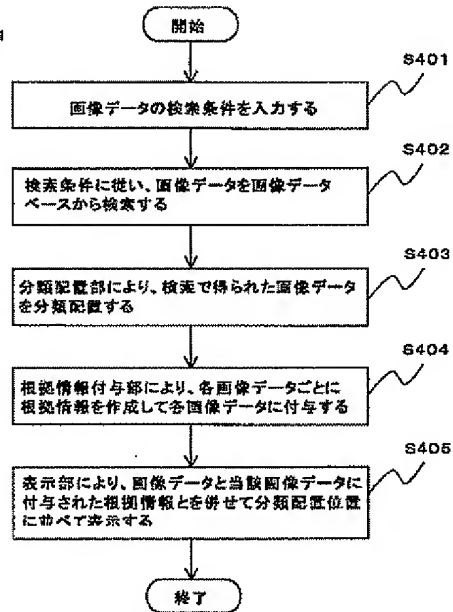 開始
S401
画像データの検索条件を入力する
S402
検索条件に従い、画像データを画像データ
ベースから検索する
S403
分類配置部により、検索で得られた画像データ
を分類配置する
S404
根拠情報付与部により、各画像データごとに
根拠情報を作成して各画像データに付与する
S405
表示部により、画像データと当該画像データに
付与された根拠情報とを併せて分類配置位置
に並べて表示する
終了